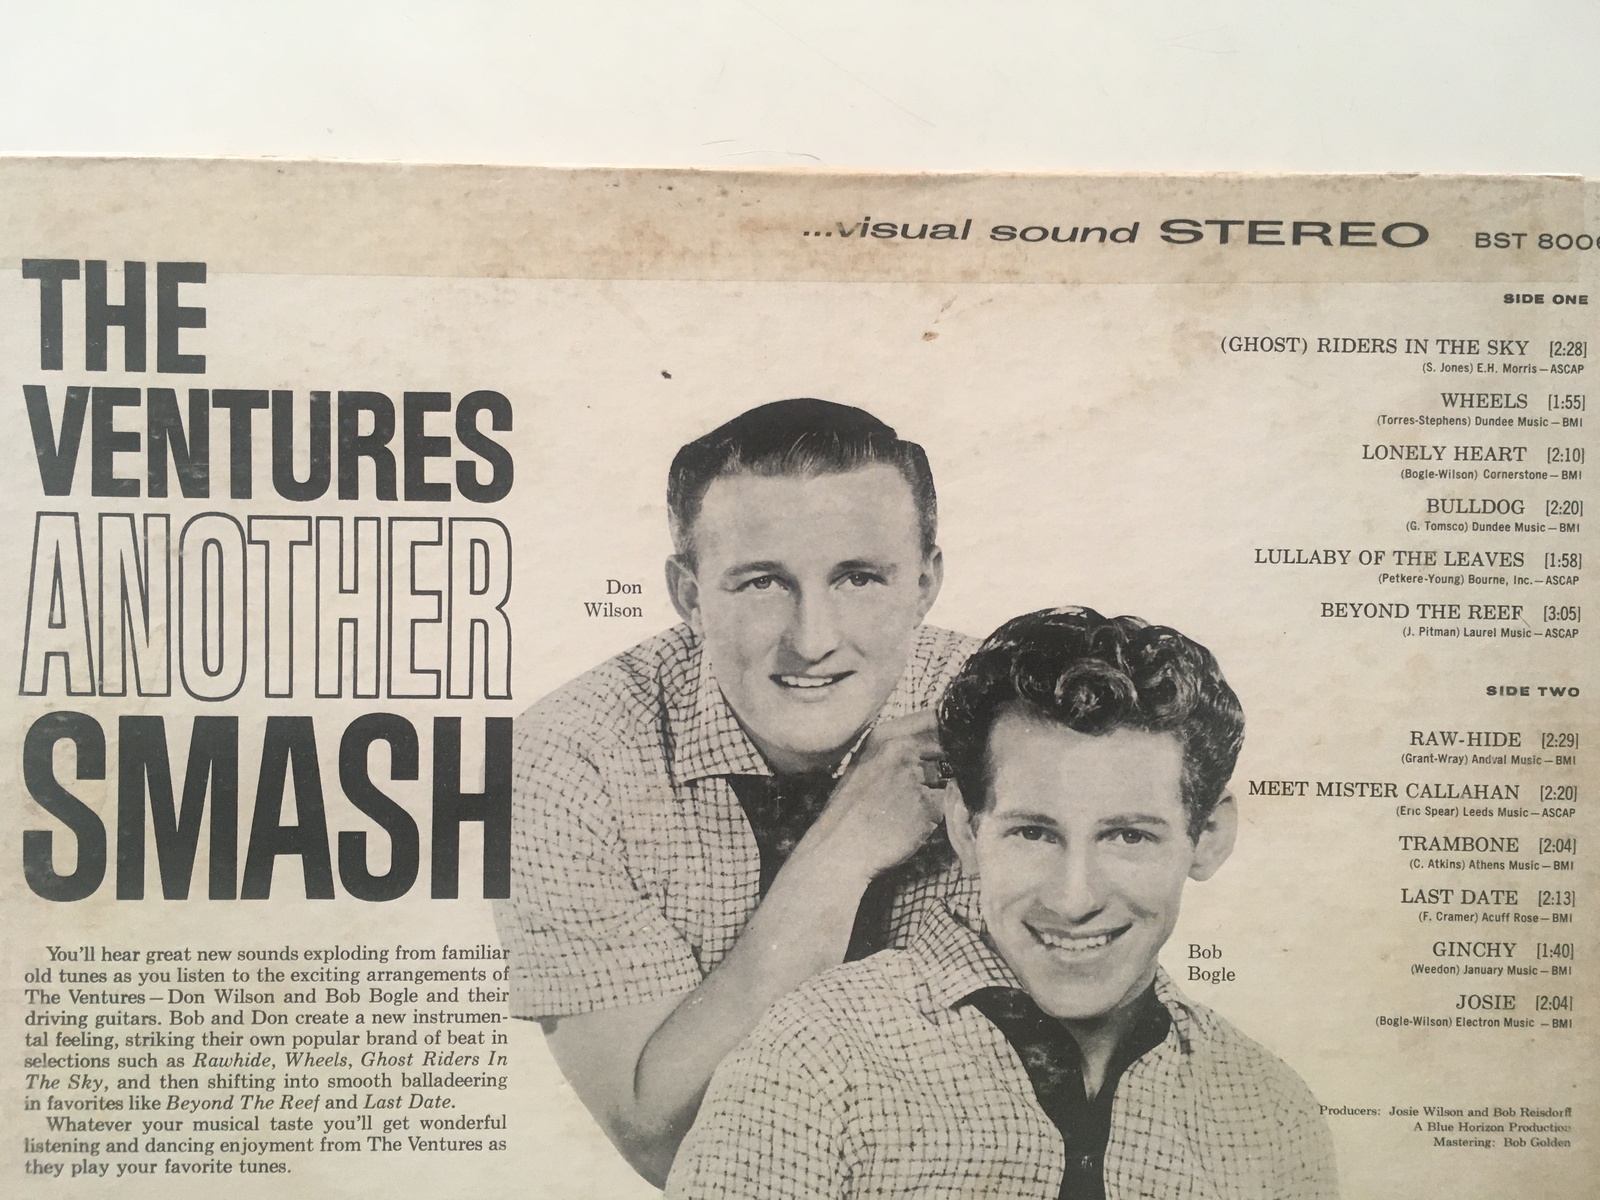 ...visual sound STEREO BST 800
THE
VENTURES
ANOTHER
SMASH
You'll hear great new sounds exploding from familiar
old tunes as you listen to the exciting arrangements of
The Ventures — Don Wilson and Bob Bogle and their
driving guitars. Bob and Don create a new instrumen-
tal feeling, striking their own popular brand of beat in
selections such as Rawhide, Wheels, Ghost Riders In
The Sky, and then shifting into smooth balladeering
in favorites like Beyond The Reef and Last Date.
Whatever your musical taste you'll get wonderful
listening and dancing enjoyment from The Ventures as
they play your favorite tunes.
Don
Wilson
Bob
Bogle
SIDE ONE
(GHOST) RIDERS IN THE SKY [2:28]
(S. Jones) E.H. Morris — ASCAP
WHEELS [1:55]
(Torres-Stephens) Dundee Music — BMI
LONELY HEART [2:10]
(Bogle-Wilson) Cornerstone — BMI
BULLDOG [2:20]
(G. Tomsco) Dundee Music — BMI
LULLABY OF THE LEAVES [1:58]
(Petkere-Young) Bourne, Inc. — ASCAP
BEYOND THE REEF [3:05]
(J. Pitman) Laurel Music — ASCAP
SIDE TWO
RAW-HIDE [2:29]
(Grant-Wray) Andval Music — BMI
MEET MISTER CALLAHAN [2:20]
(Eric Spear) Leeds Music — ASCAP
TRAMBONE [2:04]
(C. Atkins) Athens Music — BMI
LAST DATE [2:13]
(F. Cramer) Acuff Rose — BMI
GINCHY [1:40]
(Weedon) January Music — BMI
JOSIE [2:04]
(Bogle-Wilson) Electron Music — BMI
Producers: Josie Wilson and Bob Reisdorff
A Blue Horizon Production
Mastering: Bob Golden